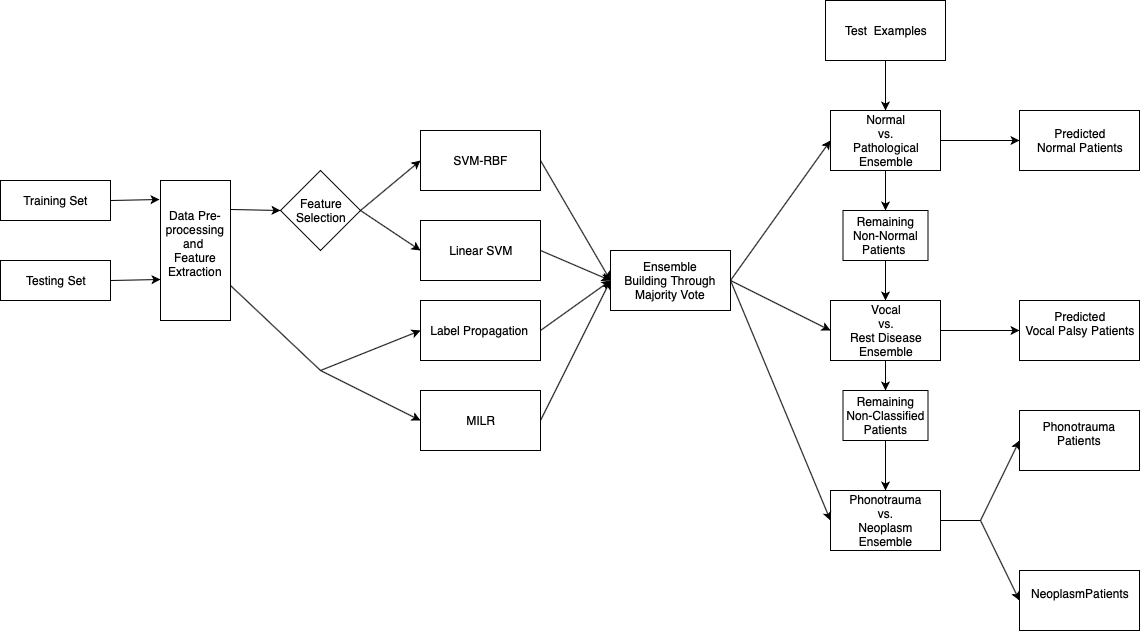 Training Set
Testing Set
Data Pre-
processing
and
Feature
Extraction
Feature
Selection
SVM-RBF
Linear SVM
Label Propagation
MILR
Ensemble
Building Through
Majority Vote
Test Examples
Normal
vs.
Pathological
Ensemble
Predicted
Normal Patients
Remaining
Non-Normal
Patients
Vocal
vs.
Rest Disease
Ensemble
Predicted
Vocal Palsy Patients
Remaining
Non-Classified
Patients
Phonotrauma
vs.
Neoplasm
Ensemble
Phonotrauma
Patients
NeoplasmPatients